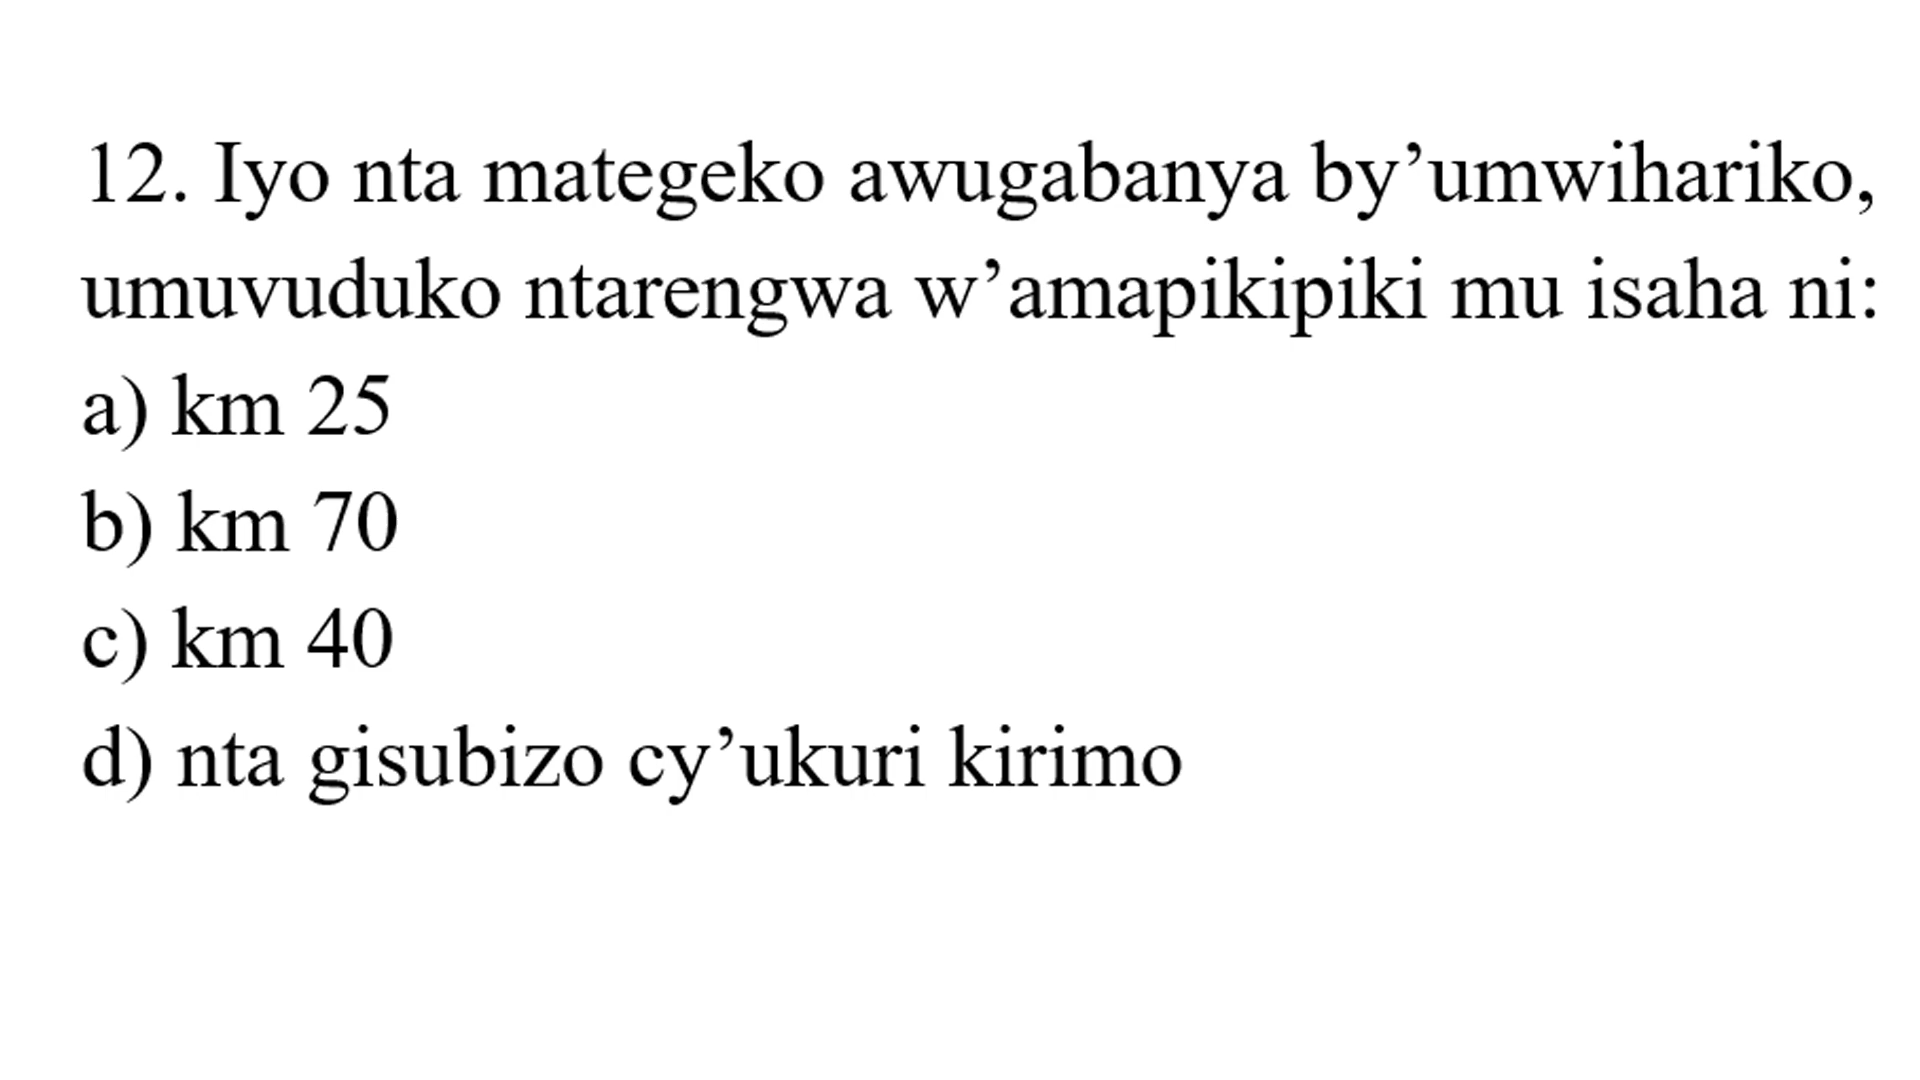 12. Iyo nta mategeko awugabanya by’umwihariko,
umuvuduko ntarengwa w’amapikipiki mu isaha ni:
a) km 25
b) km 70
c) km 40
d) nta gisubizo cy’ukuri kirimo